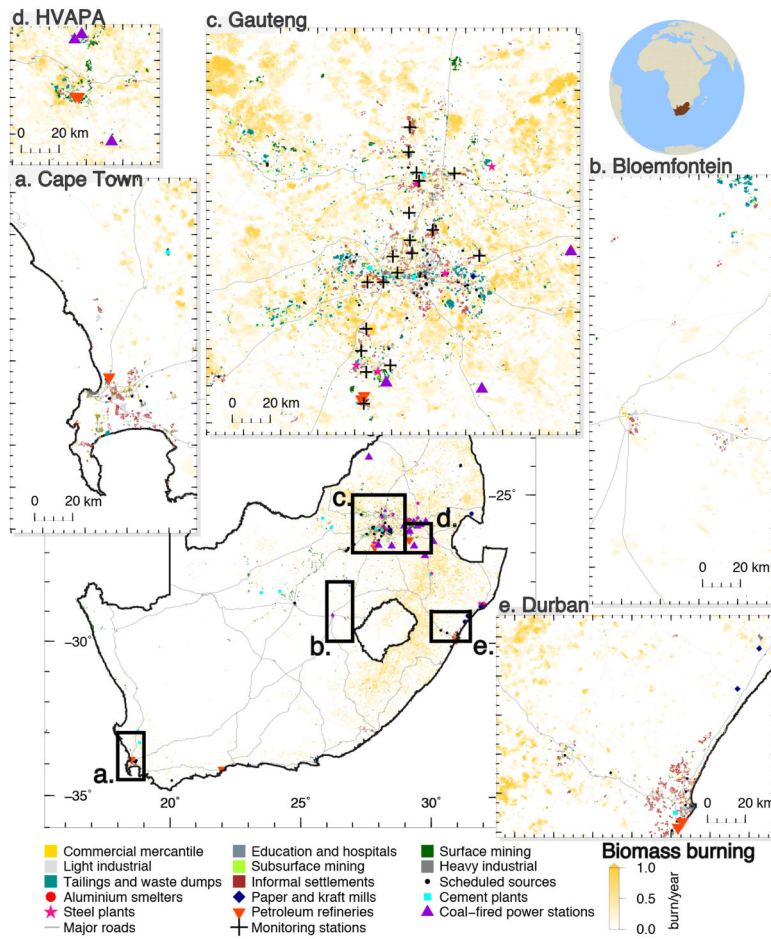 d. HVAPA
0 20 km
c. Gauteng
0 20 km
a. Cape Town
0 20 km
b. Bloemfontein
0 20 km
e. Durban
0 20 km
c.
d.
b.
e.
a.
−25°
−30°
−35°
20°
25°
30°
Commercial mercantile
Light industrial
Tailings and waste dumps
Aluminium smelters
Steel plants
Major roads
Education and hospitals
Subsurface mining
Informal settlements
Paper and kraft mills
Petroleum refineries
Monitoring stations
Surface mining
Heavy industrial
Scheduled sources
Cement plants
Coal-fired power stations
Biomass burning
1.0
0.5
0.0
burn/year